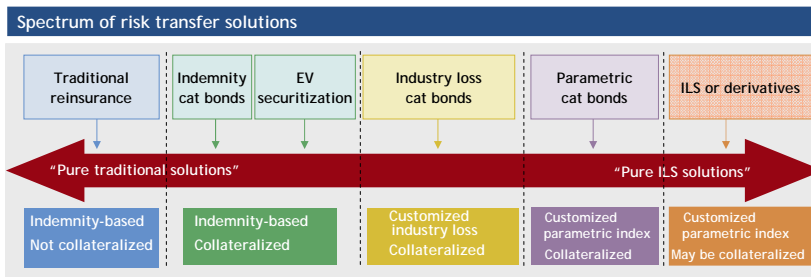 Spectrum of risk transfer solutions
Traditional
reinsurance
Indemnity
cat bonds
EV
securitization
Industry loss
cat bonds
Parametric
cat bonds
ILS or derivatives
“Pure traditional solutions”
“Pure ILS solutions”
Indemnity-based
Not collateralized
Indemnity-based
Collateralized
Customized
industry loss
Collateralized
Customized
parametric index
Collateralized
Customized
parametric index
May be collateralized